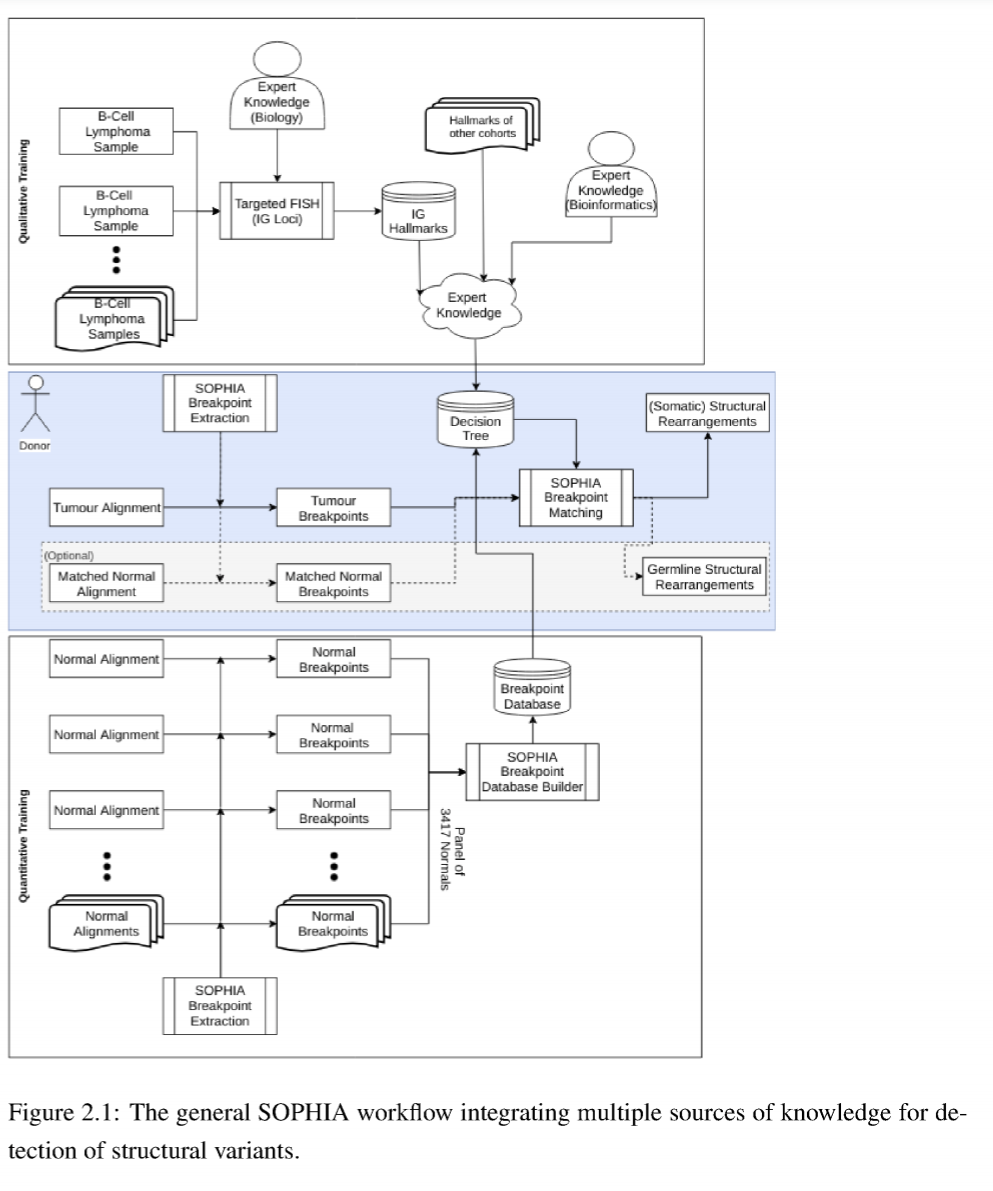 Qualitative Training
B-Cell
Lymphoma
Sample
B-Cell
Lymphoma
Sample
B-Cell
Lymphoma
Samples
Expert
Knowledge
(Biology)
Targeted FISH
(IG Loci)
IG
Hallmarks
Hallmarks of
other cohorts
Expert
Knowledge
(Bioinformatics)
Expert
Knowledge
Donor
SOPHIA
Breakpoint
Extraction
Decision
Tree
(Somatic) Structural
Rearrangements
Tumour Alignment
Tumour
Breakpoints
SOPHIA
Breakpoint
Matching
(Optional)
Matched Normal
Alignment
Matched Normal
Breakpoints
Germline Structural
Rearrangements
Quantitative Training
Normal Alignment
Normal
Breakpoints
Normal Alignment
Normal
Breakpoints
Normal Alignment
Normal
Breakpoints
Normal
Alignments
Normal
Breakpoints
Panel of
3417 Normals
Breakpoint
Database
SOPHIA
Breakpoint
Database Builder
SOPHIA
Breakpoint
Extraction
Figure 2.1: The general SOPHIA workflow integrating multiple sources of knowledge for de-
tection of structural variants.